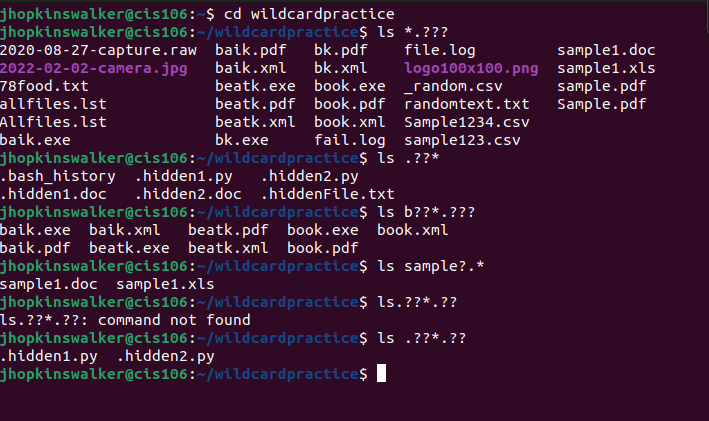 jhopkinswalker@cis106:~$ cd wildcardpractice
jhopkinswalker@cis106:~/wildcardpractice$ ls *.???
2020-08-27-capture.raw  baik.pdf   bk.pdf    file.log         sample1.doc
2022-02-02-camera.jpg   baik.xml   bk.xml    logo100x100.png  sample1.xls
78food.txt              beatk.exe  book.exe  _random.csv      sample.pdf
allfiles.lst            beatk.pdf  book.pdf  randomtext.txt   Sample.pdf
Allfiles.lst            beatk.xml  book.xml  Sample1234.csv
baik.exe                bk.exe     fail.log  sample123.csv
jhopkinswalker@cis106:~/wildcardpractice$ ls .??*
.bash_history  .hidden1.py   .hidden2.py
.hidden1.doc   .hidden2.doc  .hiddenFile.txt
jhopkinswalker@cis106:~/wildcardpractice$ ls b??*.???
baik.exe  baik.xml   beatk.pdf  book.exe  book.xml
baik.pdf  beatk.exe  beatk.xml  book.pdf
jhopkinswalker@cis106:~/wildcardpractice$ ls sample?.*
sample1.doc  sample1.xls
jhopkinswalker@cis106:~/wildcardpractice$ ls.??*.??
ls.??*.??: command not found
jhopkinswalker@cis106:~/wildcardpractice$ ls .??*.??
.hidden1.py  .hidden2.py
jhopkinswalker@cis106:~/wildcardpractice$